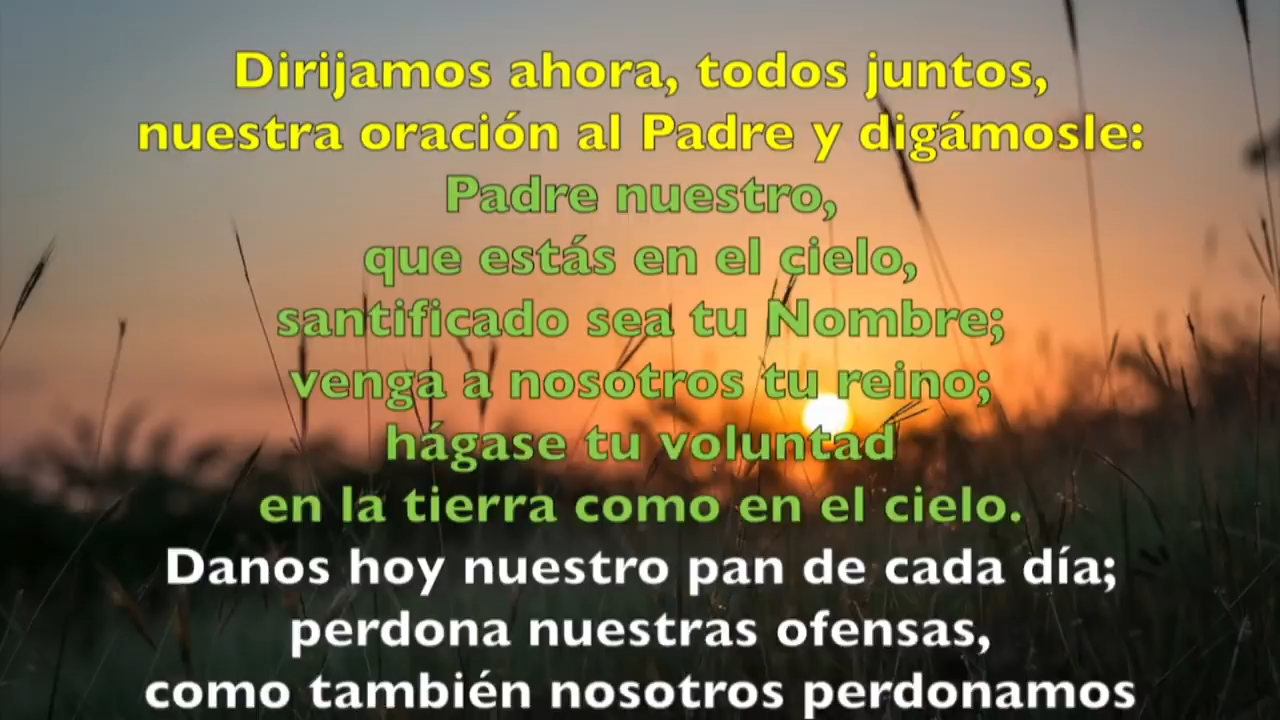 Dirijamos ahora, todos juntos,
nuestra oración al Padre y digámosle:
Padre nuestro,
que estás en el cielo,
santificado sea tu Nombre;
venga a nosotros tu reino;
hágase tu voluntad
en la tierra como en el cielo.
Danos hoy nuestro pan de cada día;
perdona nuestras ofensas,
como también nosotros perdonamos